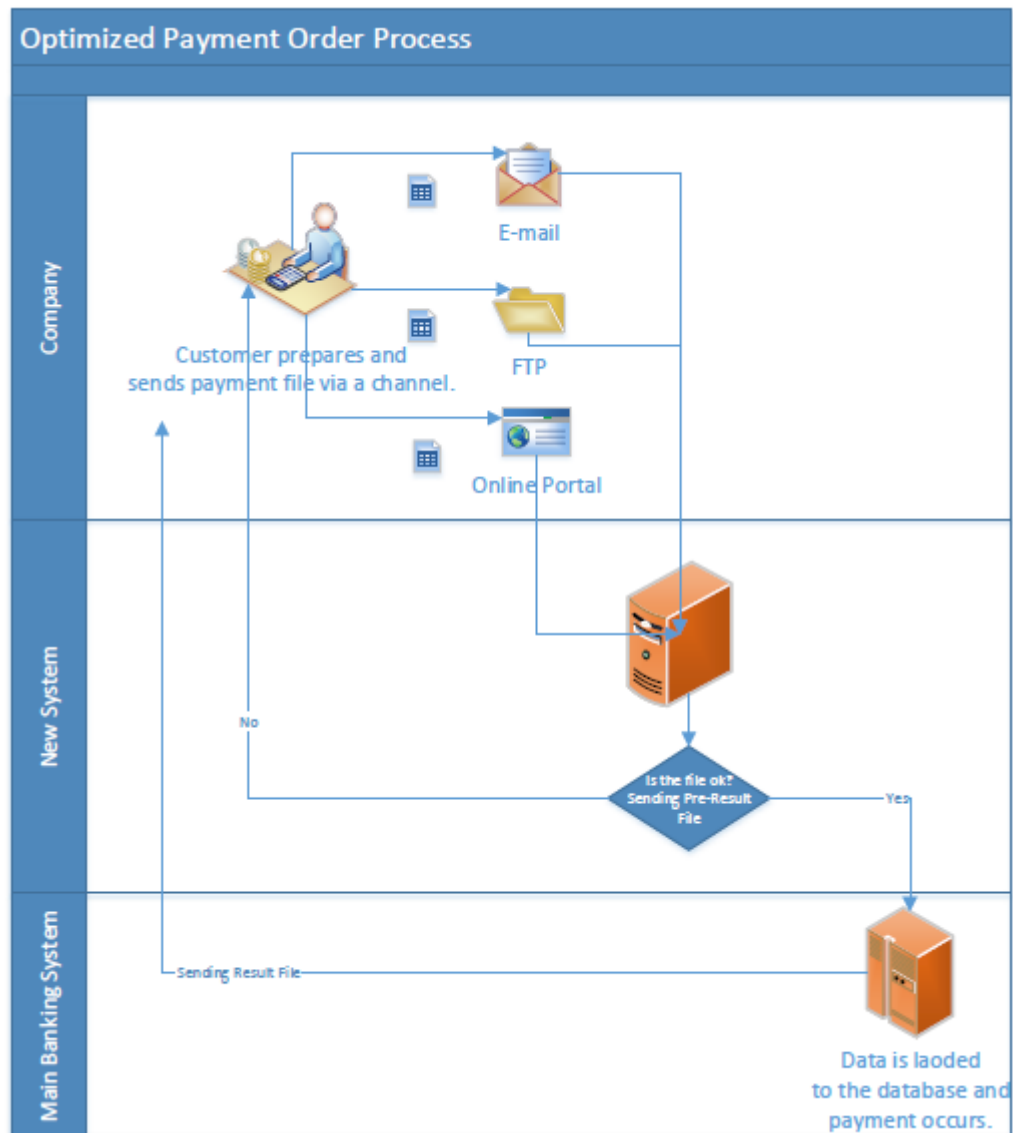 Optimized Payment Order Process
Company
E-mail
Customer prepares and
sends payment file via a channel.
FTP
Online Portal
New System
No
Is the file ok?
Sending Pre-Result
File
Yes
Main Banking System
Sending Result File
Data is laoded
to the database and
payment occurs.